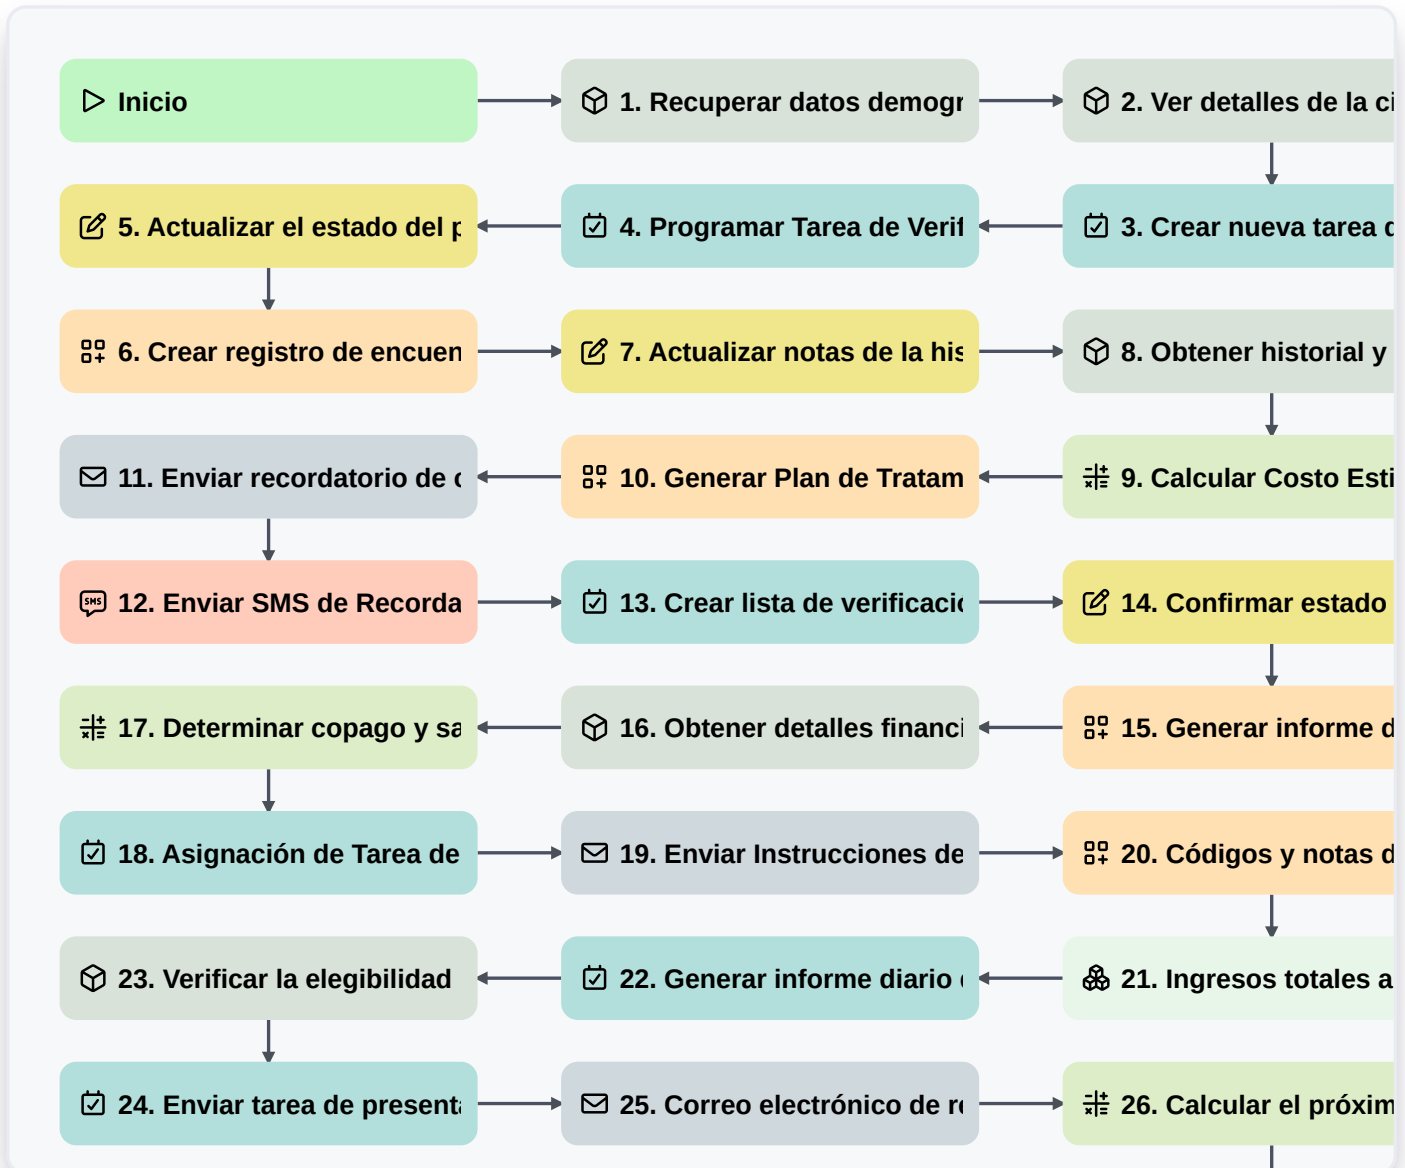 Inicio
1. Recuperar datos demogr
2. Ver detalles de la ci
5. Actualizar el estado del p
4. Programar Tarea de Verif
3. Crear nueva tarea d
6. Crear registro de encuen
7. Actualizar notas de la his
8. Obtener historial y
11. Enviar recordatorio de c
10. Generar Plan de Tratam
9. Calcular Costo Esti
SMS
12. Enviar SMS de Recorda
13. Crear lista de verificació
14. Confirmar estado
17. Determinar copago y sa
16. Obtener detalles financi
15. Generar informe d
18. Asignación de Tarea de
19. Enviar Instrucciones de
20. Códigos y notas d
23. Verificar la elegibilidad
22. Generar informe diario
21. Ingresos totales a
24. Enviar tarea de presenta
25. Correo electrónico de re
26. Calcular el próxim